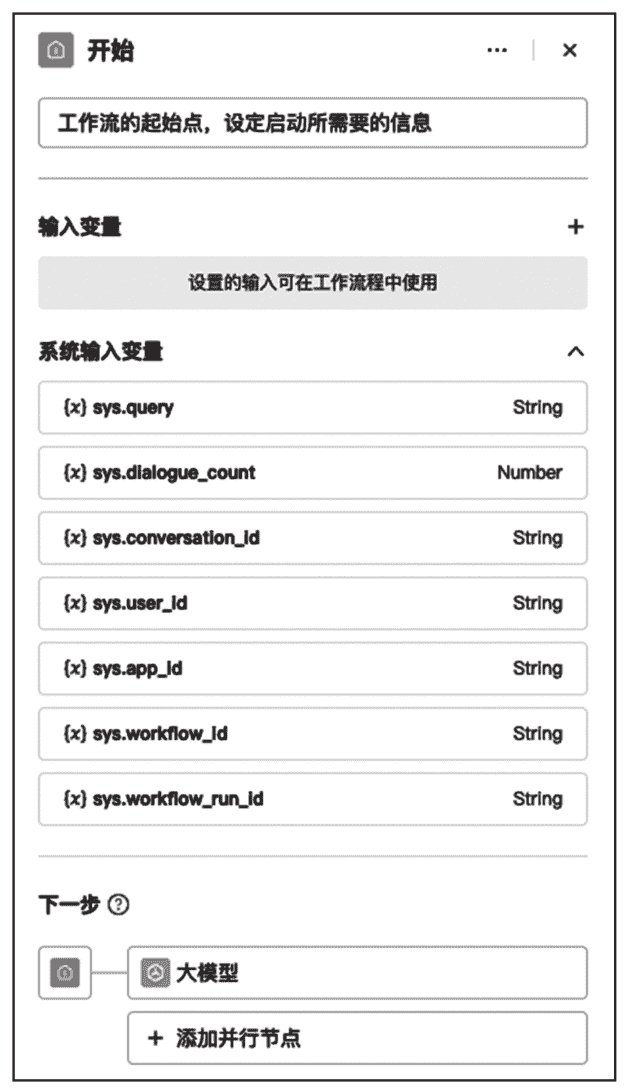 开始
工作流的起始点，设定启动所需要的信息
输入变量
设置的输入可在工作流程中使用
系统输入变量
{x} sys.query String
{x} sys.dialogue_count Number
{x} sys.conversation_id String
{x} sys.user_id String
{x} sys.app_id String
{x} sys.workflow_id String
{x} sys.workflow_run_id String
下一步
大模型
+ 添加并行节点